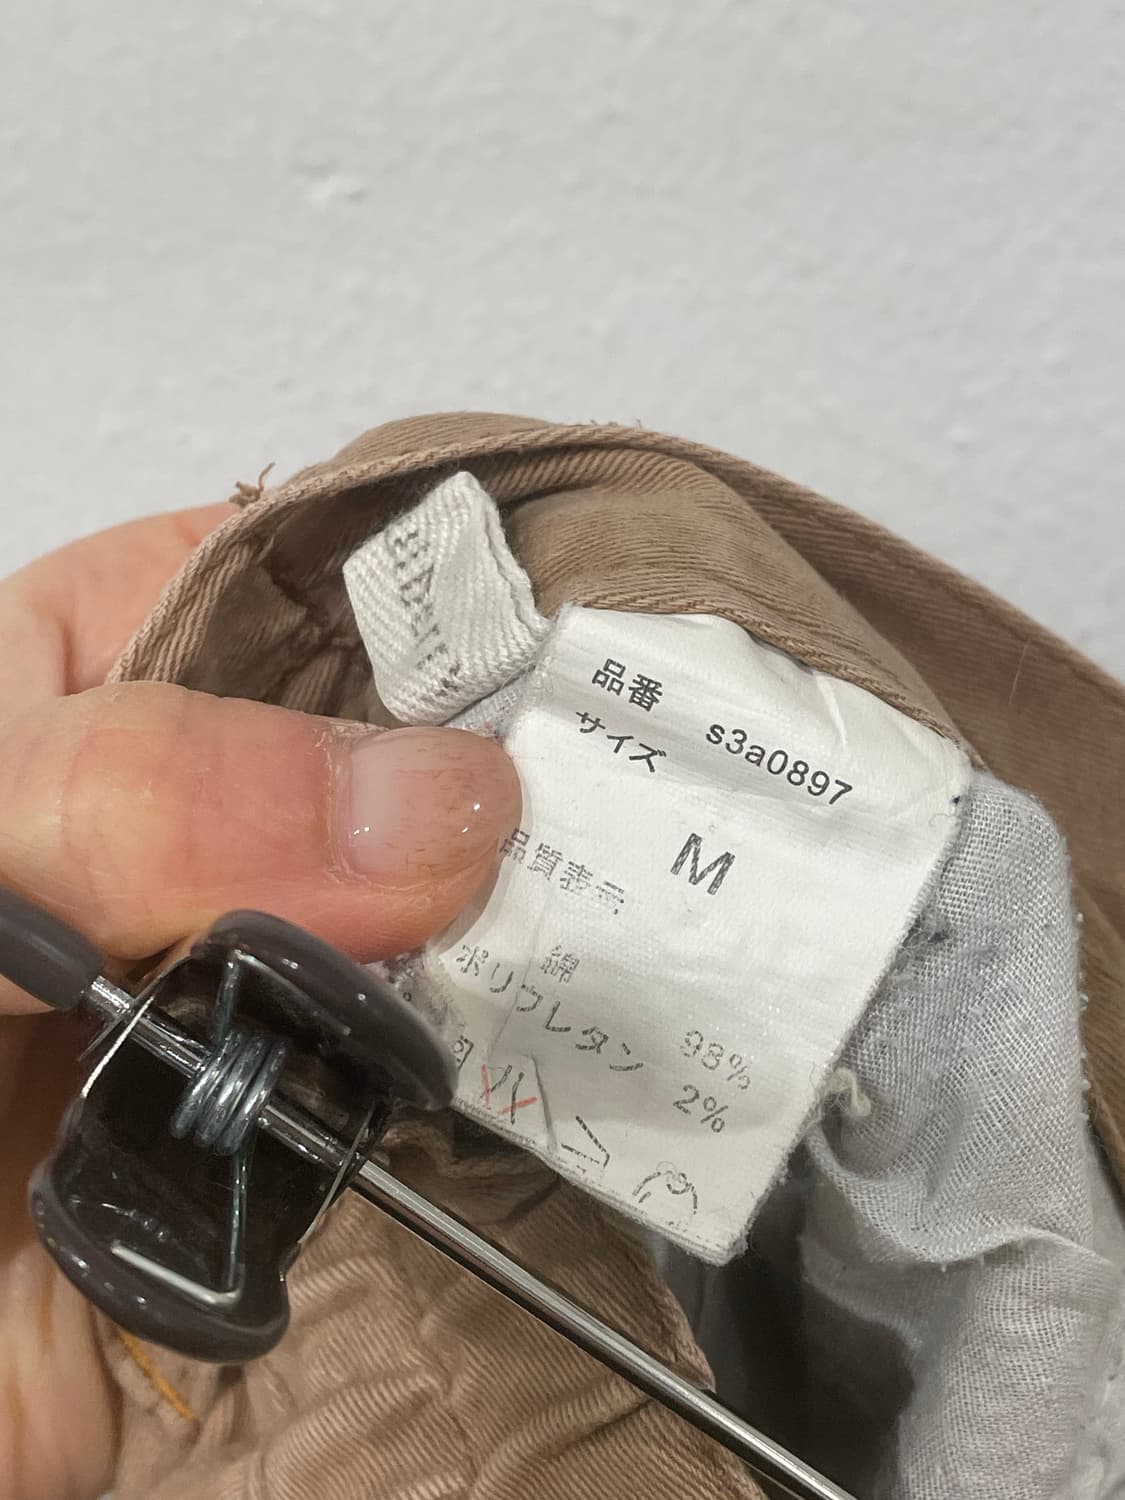 品番 s3a0897
サイズ
M
品質表示
綿 98%
ポリウレタン 2%